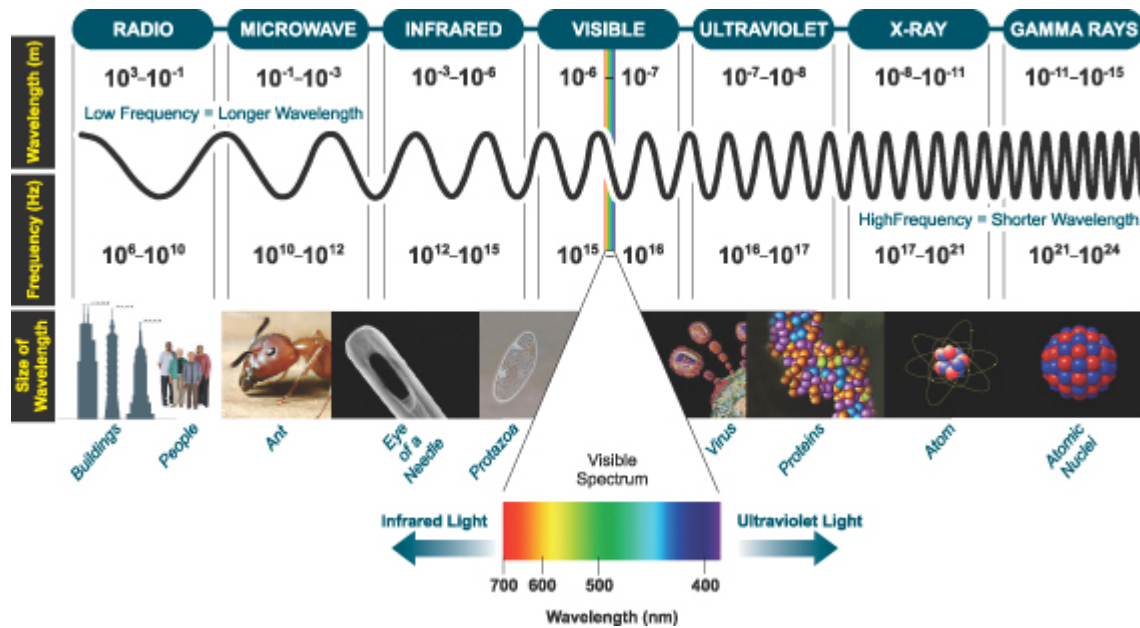 RADIO MICROWAVE INFRARED VISIBLE ULTRAVIOLET X-RAY GAMMA RAYS
Wavelength (m)
10³–10⁻¹ 10⁻¹–10⁻³ 10⁻³–10⁻⁶ 10⁻⁶ – 10⁻⁷ 10⁻⁷–10⁻⁸ 10⁻⁸–10⁻¹¹ 10⁻¹¹–10⁻¹⁵
Low Frequency = Longer Wavelength
Frequency (Hz)
HighFrequency = Shorter Wavelength
10⁶–10¹⁰ 10¹⁰–10¹² 10¹²–10¹⁵ 10¹⁵ – 10¹⁶ 10¹⁶–10¹⁷ 10¹⁷–10²¹ 10²¹–10²⁴
Size of
Wavelength
Buildings
People
Ant
Eye
of a
Needle
Protazoa
Virus
Proteins
Atom
Atomic
Nuclei
Visible
Spectrum
Infrared Light
Ultraviolet Light
700 600 500 400
Wavelength (nm)